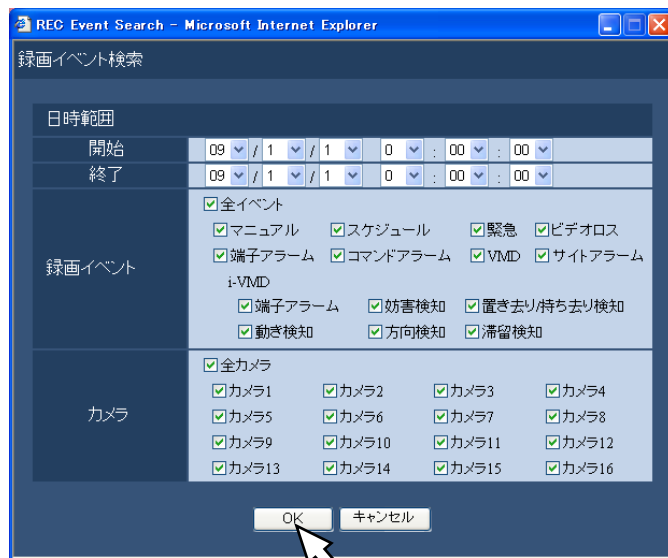 REC Event Search - Microsoft Internet Explorer
録画イベント検索
日時範囲
開始 09 / 1 / 1 0 : 00 : 00
終了 09 / 1 / 1 0 : 00 : 00
全イベント
マニュアル スケジュール 緊急 ビデオロス
端子アラーム コマンドアラーム VMD サイトアラーム
録画イベント
i-VMD
端子アラーム 妨害検知 置き去り/持ち去り検知
動き検知 方向検知 滞留検知
全カメラ
カメラ1 カメラ2 カメラ3 カメラ4
カメラ
カメラ5 カメラ6 カメラ7 カメラ8
カメラ9 カメラ10 カメラ11 カメラ12
カメラ13 カメラ14 カメラ15 カメラ16
OK キャンセル